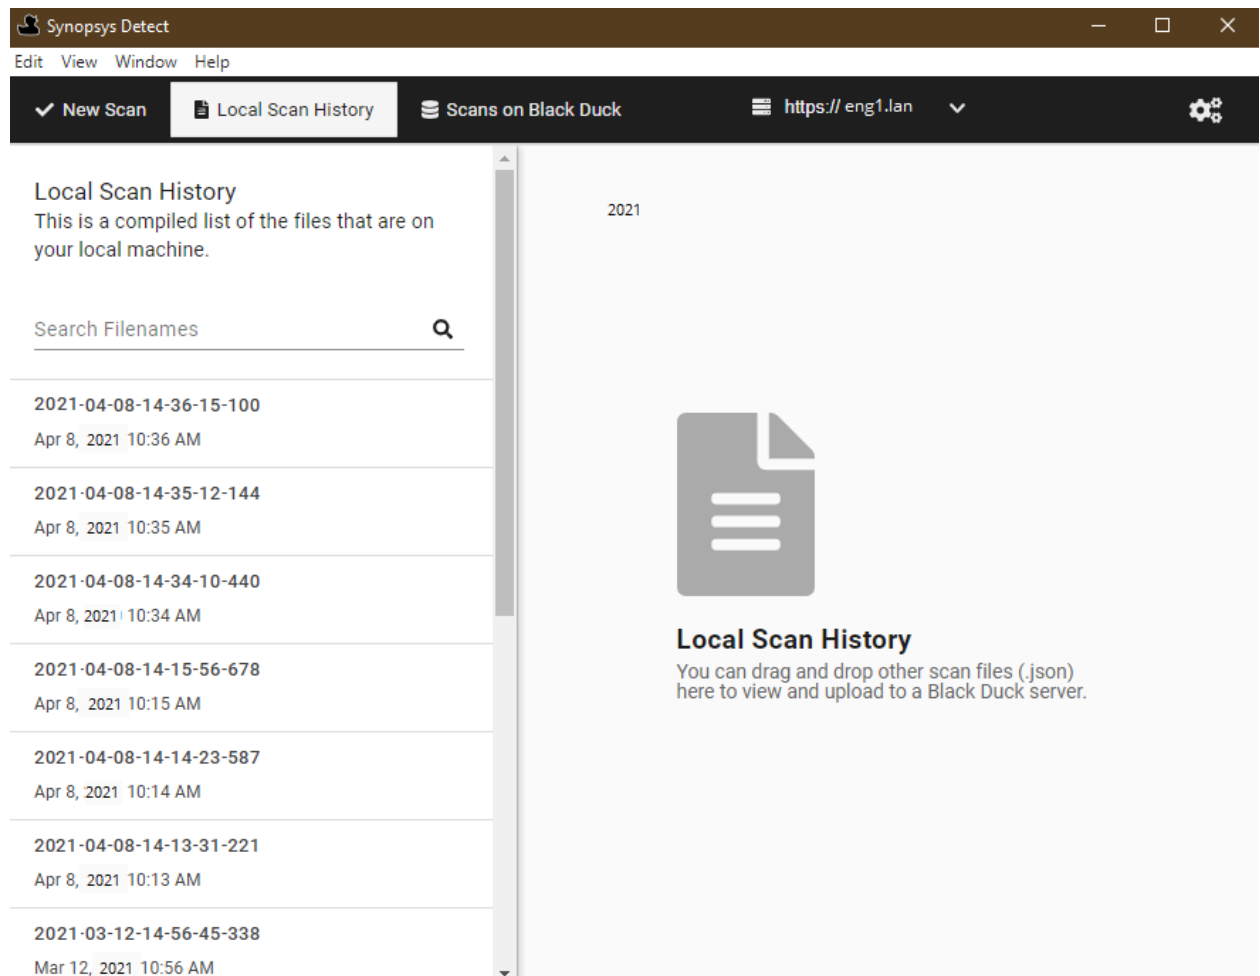 Synopsys Detect
Edit View Window Help
New Scan Local Scan History Scans on Black Duck https:// eng1.lan
Local Scan History
This is a compiled list of the files that are on
your local machine.
Search Filenames
2021-04-08-14-36-15-100
Apr 8, 2021 10:36 AM
2021-04-08-14-35-12-144
Apr 8, 2021 10:35 AM
2021-04-08-14-34-10-440
Apr 8, 2021 10:34 AM
2021-04-08-14-15-56-678
Apr 8, 2021 10:15 AM
2021-04-08-14-14-23-587
Apr 8, 2021 10:14 AM
2021-04-08-14-13-31-221
Apr 8, 2021 10:13 AM
2021-03-12-14-56-45-338
Mar 12, 2021 10:56 AM
2021
Local Scan History
You can drag and drop other scan files (.json)
here to view and upload to a Black Duck server.